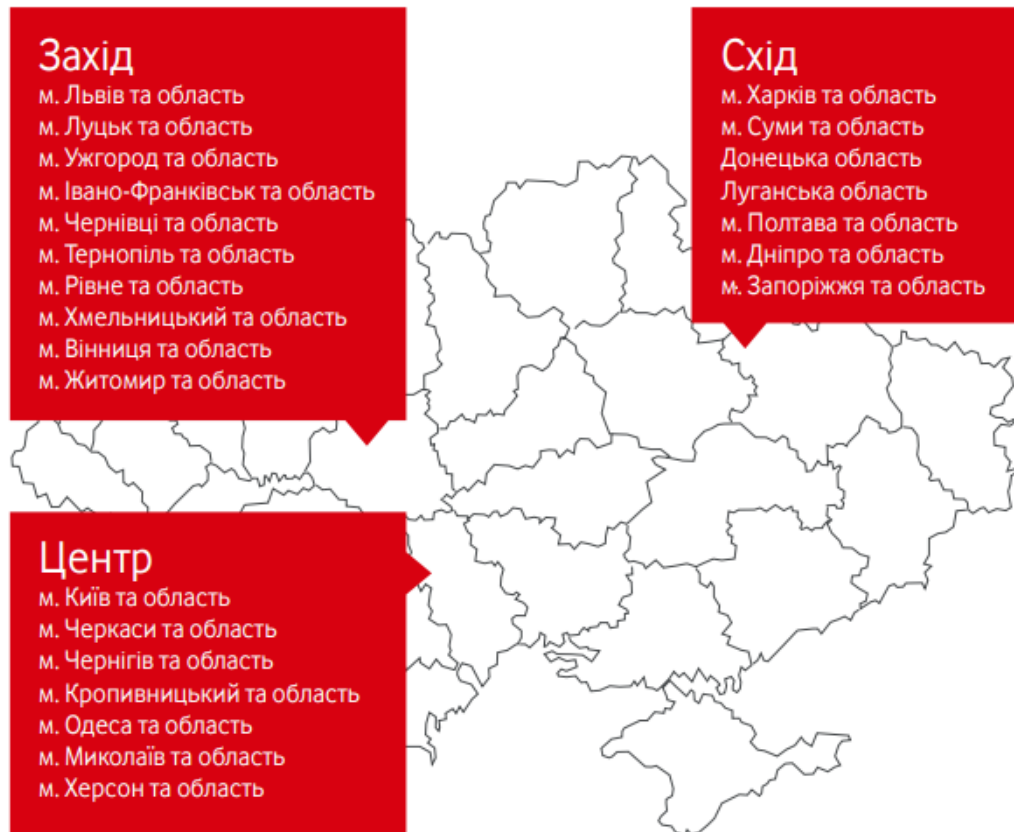 Захід
м. Львів та область
м. Луцьк та область
м. Ужгород та область
м. Івано-Франківськ та область
м. Чернівці та область
м. Тернопіль та область
м. Рівне та область
м. Хмельницький та область
м. Вінниця та область
м. Житомир та область
Схід
м. Харків та область
м. Суми та область
Донецька область
Луганська область
м. Полтава та область
м. Дніпро та область
м. Запоріжжя та область
Центр
м. Київ та область
м. Черкаси та область
м. Чернігів та область
м. Кропивницький та область
м. Одеса та область
м. Миколаїв та область
м. Херсон та область